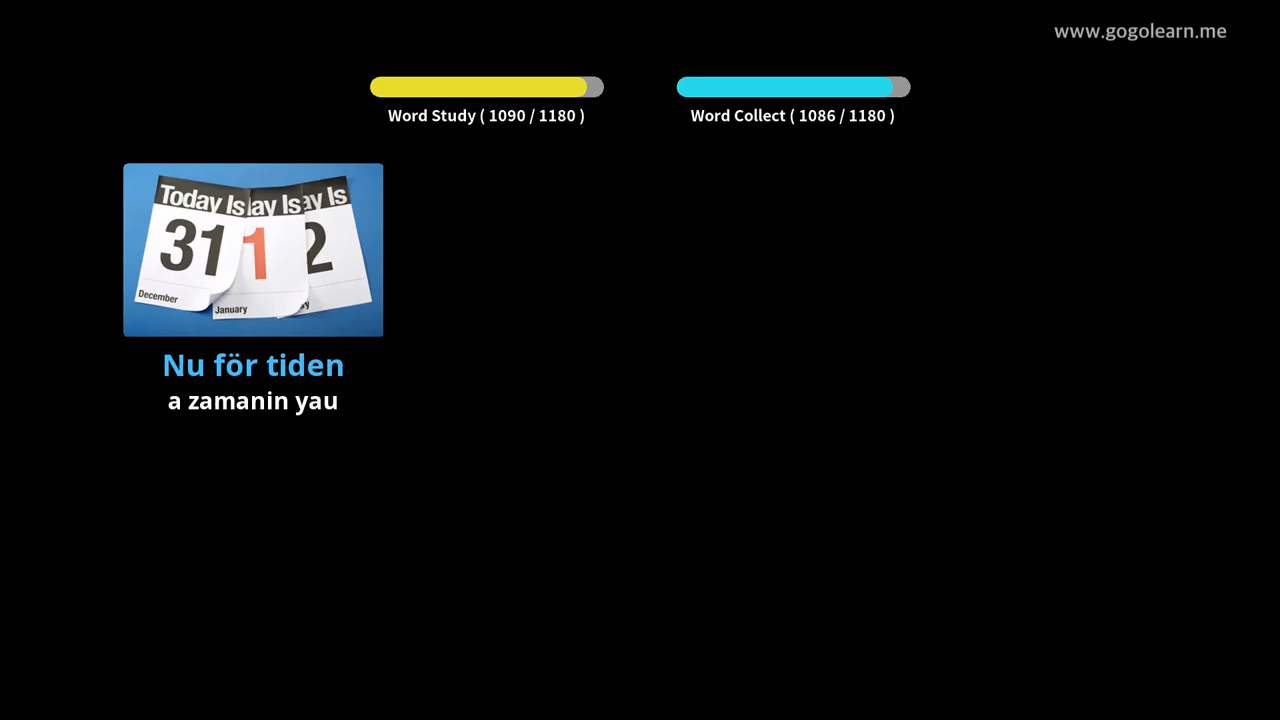 www.gogolearn.me
Word Study ( 1090 / 1180 )
Word Collect ( 1086 / 1180 )
Today Is
ay Is
ay Is
31
1
2
December
January
ry
Nu för tiden
a zamanin yau